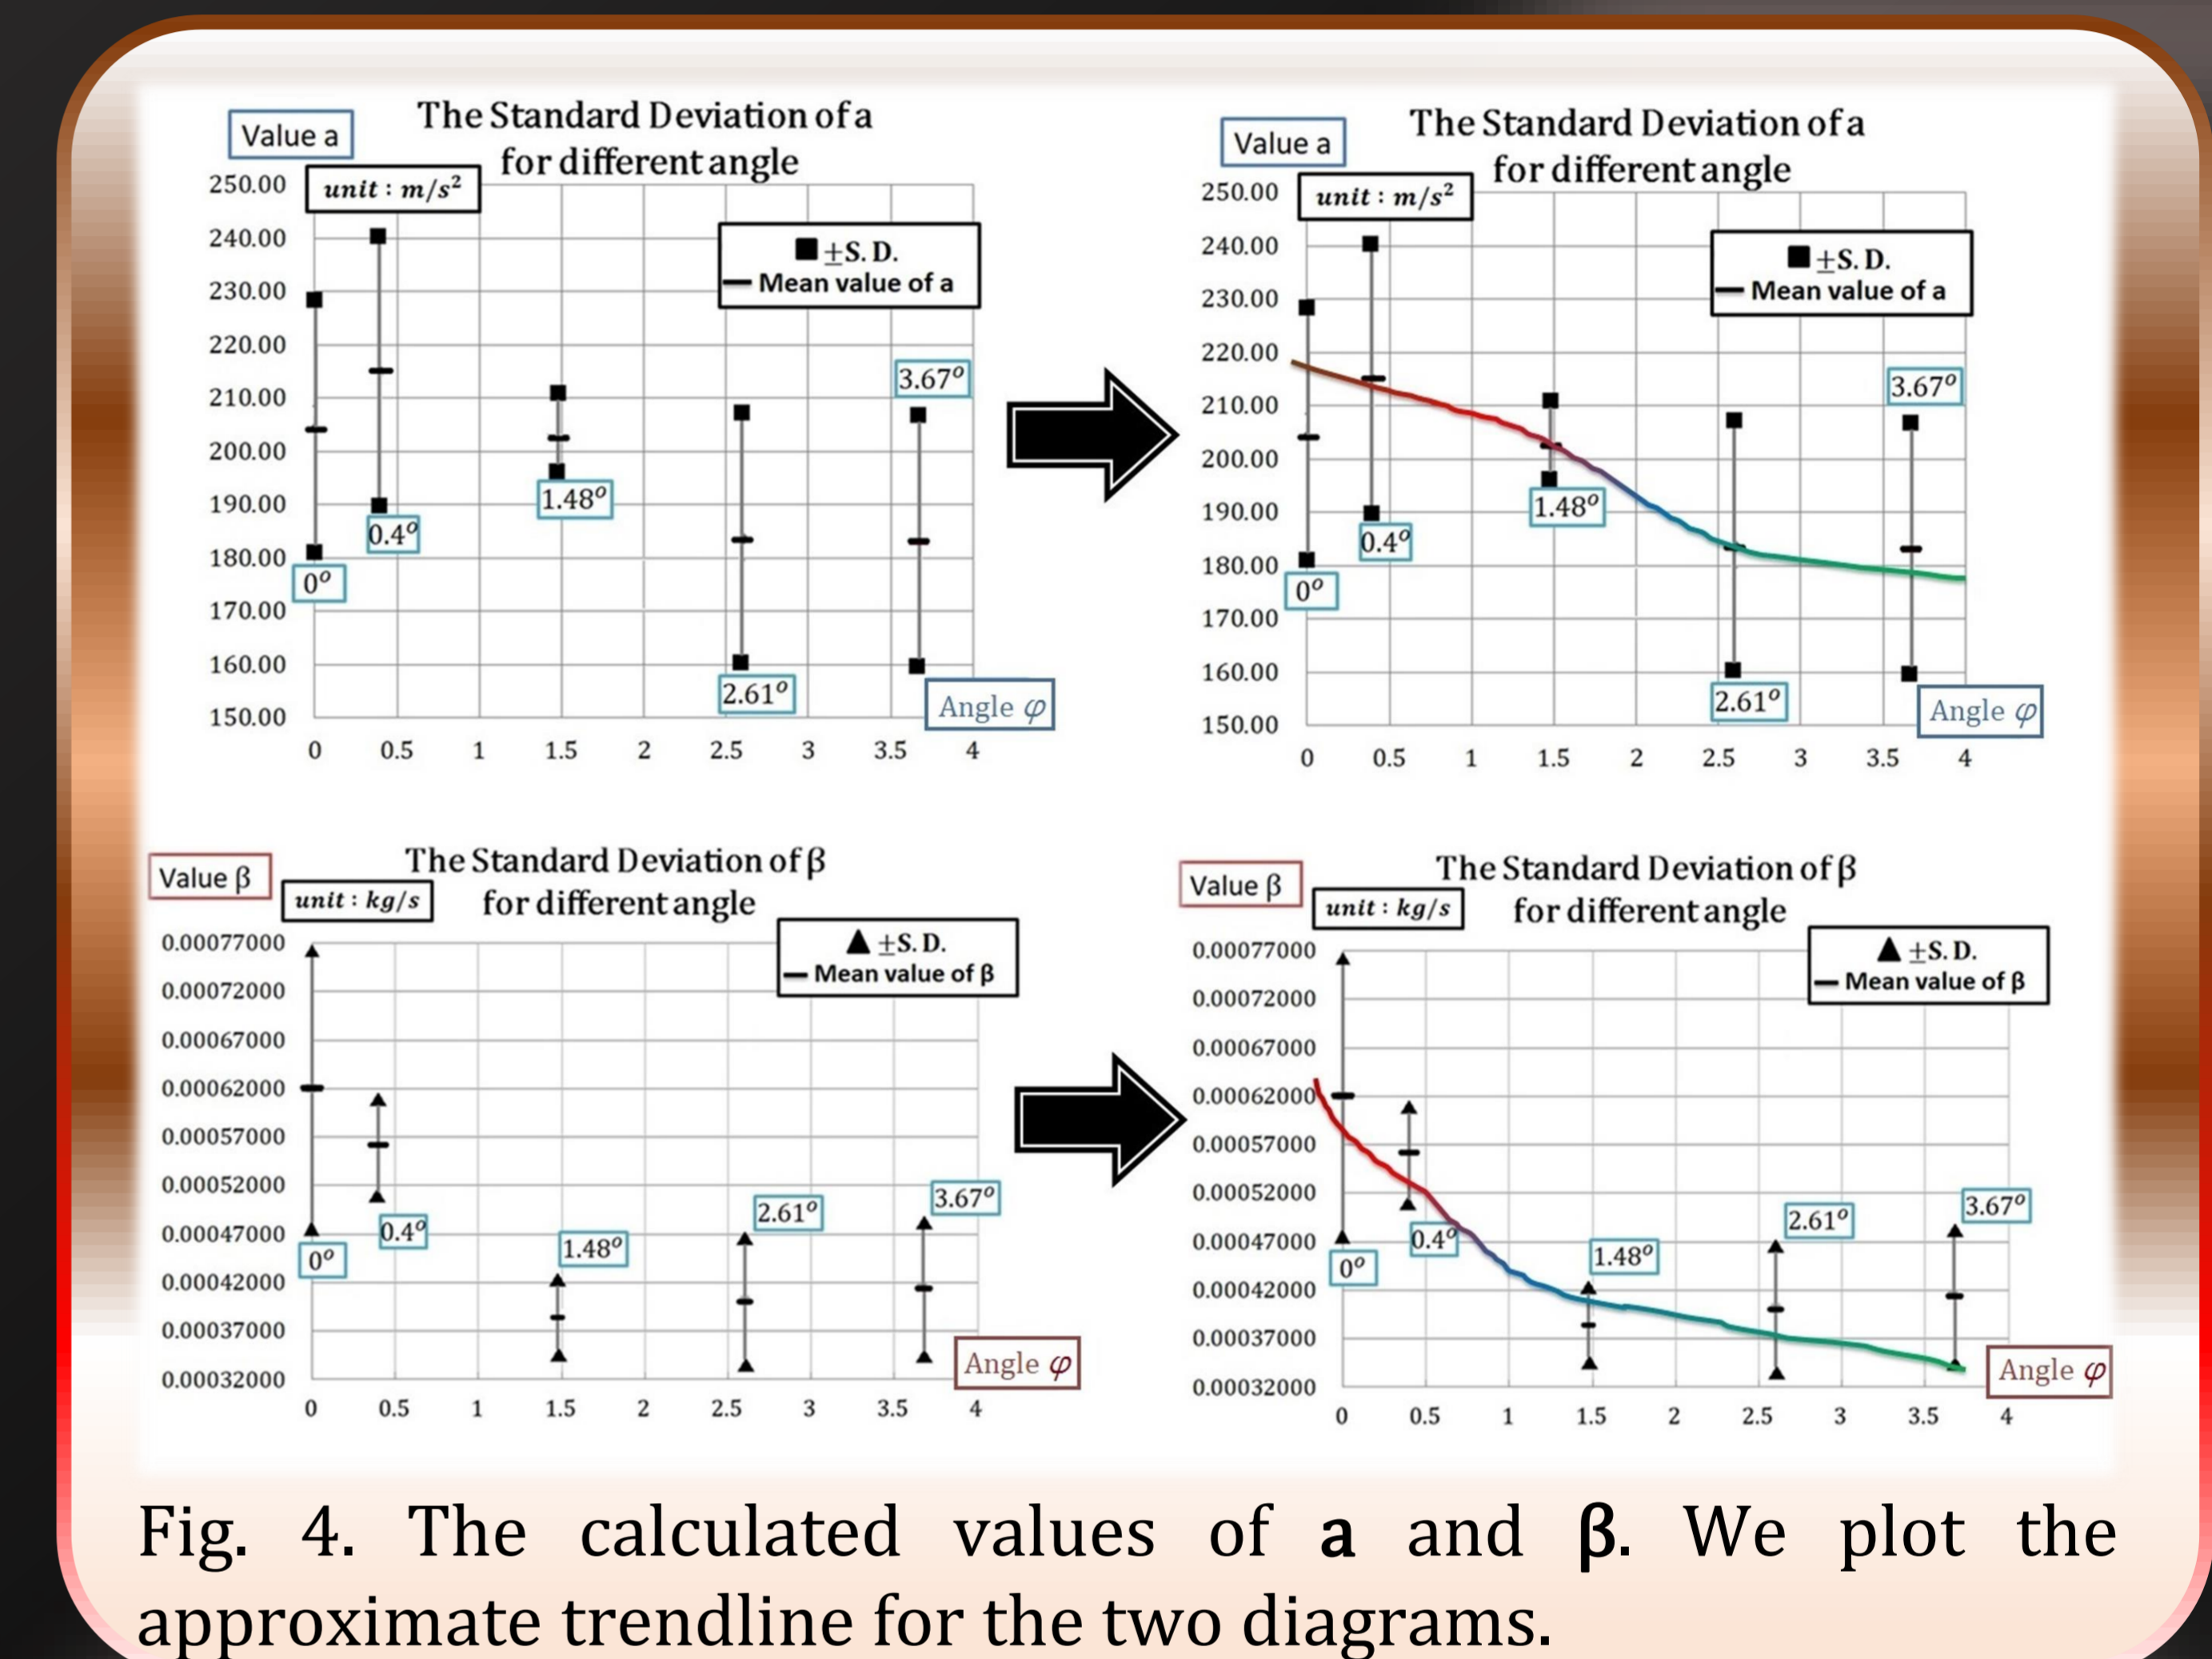 Value a
The Standard Deviation of a
for different angle
unit : m/s²
250.00
240.00
230.00
220.00
210.00
200.00
190.00
180.00
170.00
160.00
150.00
±S. D.
Mean value of a
0°
0.4°
1.48°
2.61°
3.67°
Angle φ
0 0.5 1 1.5 2 2.5 3 3.5 4
Value a
The Standard Deviation of a
for different angle
unit : m/s²
250.00
240.00
230.00
220.00
210.00
200.00
190.00
180.00
170.00
160.00
150.00
±S. D.
Mean value of a
0°
0.4°
1.48°
2.61°
3.67°
Angle φ
0 0.5 1 1.5 2 2.5 3 3.5 4
Value β
The Standard Deviation of β
for different angle
unit : kg/s
0.00077000
0.00072000
0.00067000
0.00062000
0.00057000
0.00052000
0.00047000
0.00042000
0.00037000
0.00032000
±S. D.
Mean value of β
0°
0.4°
1.48°
2.61°
3.67°
Angle φ
0 0.5 1 1.5 2 2.5 3 3.5 4
Value β
The Standard Deviation of β
for different angle
unit : kg/s
0.00077000
0.00072000
0.00067000
0.00062000
0.00057000
0.00052000
0.00047000
0.00042000
0.00037000
0.00032000
±S. D.
Mean value of β
0°
0.4°
1.48°
2.61°
3.67°
Angle φ
0 0.5 1 1.5 2 2.5 3 3.5 4
Fig. 4. The calculated values of a and β. We plot the
approximate trendline for the two diagrams.